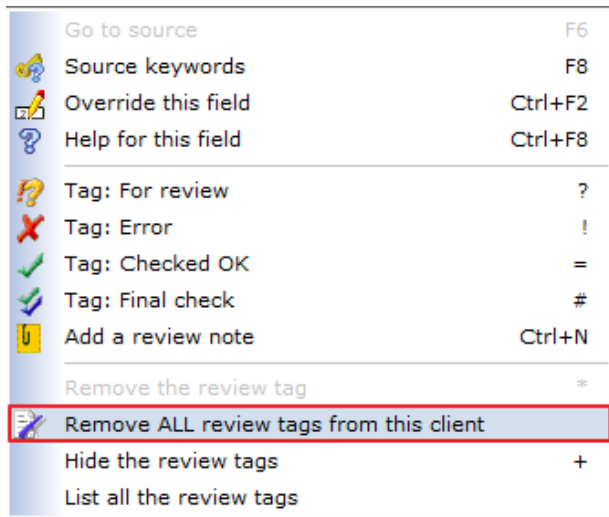 Go to source F6
Source keywords F8
Override this field Ctrl+F2
Help for this field Ctrl+F8
Tag: For review ?
Tag: Error !
Tag: Checked OK =
Tag: Final check #
Add a review note Ctrl+N
Remove the review tag *
Remove ALL review tags from this client
Hide the review tags +
List all the review tags